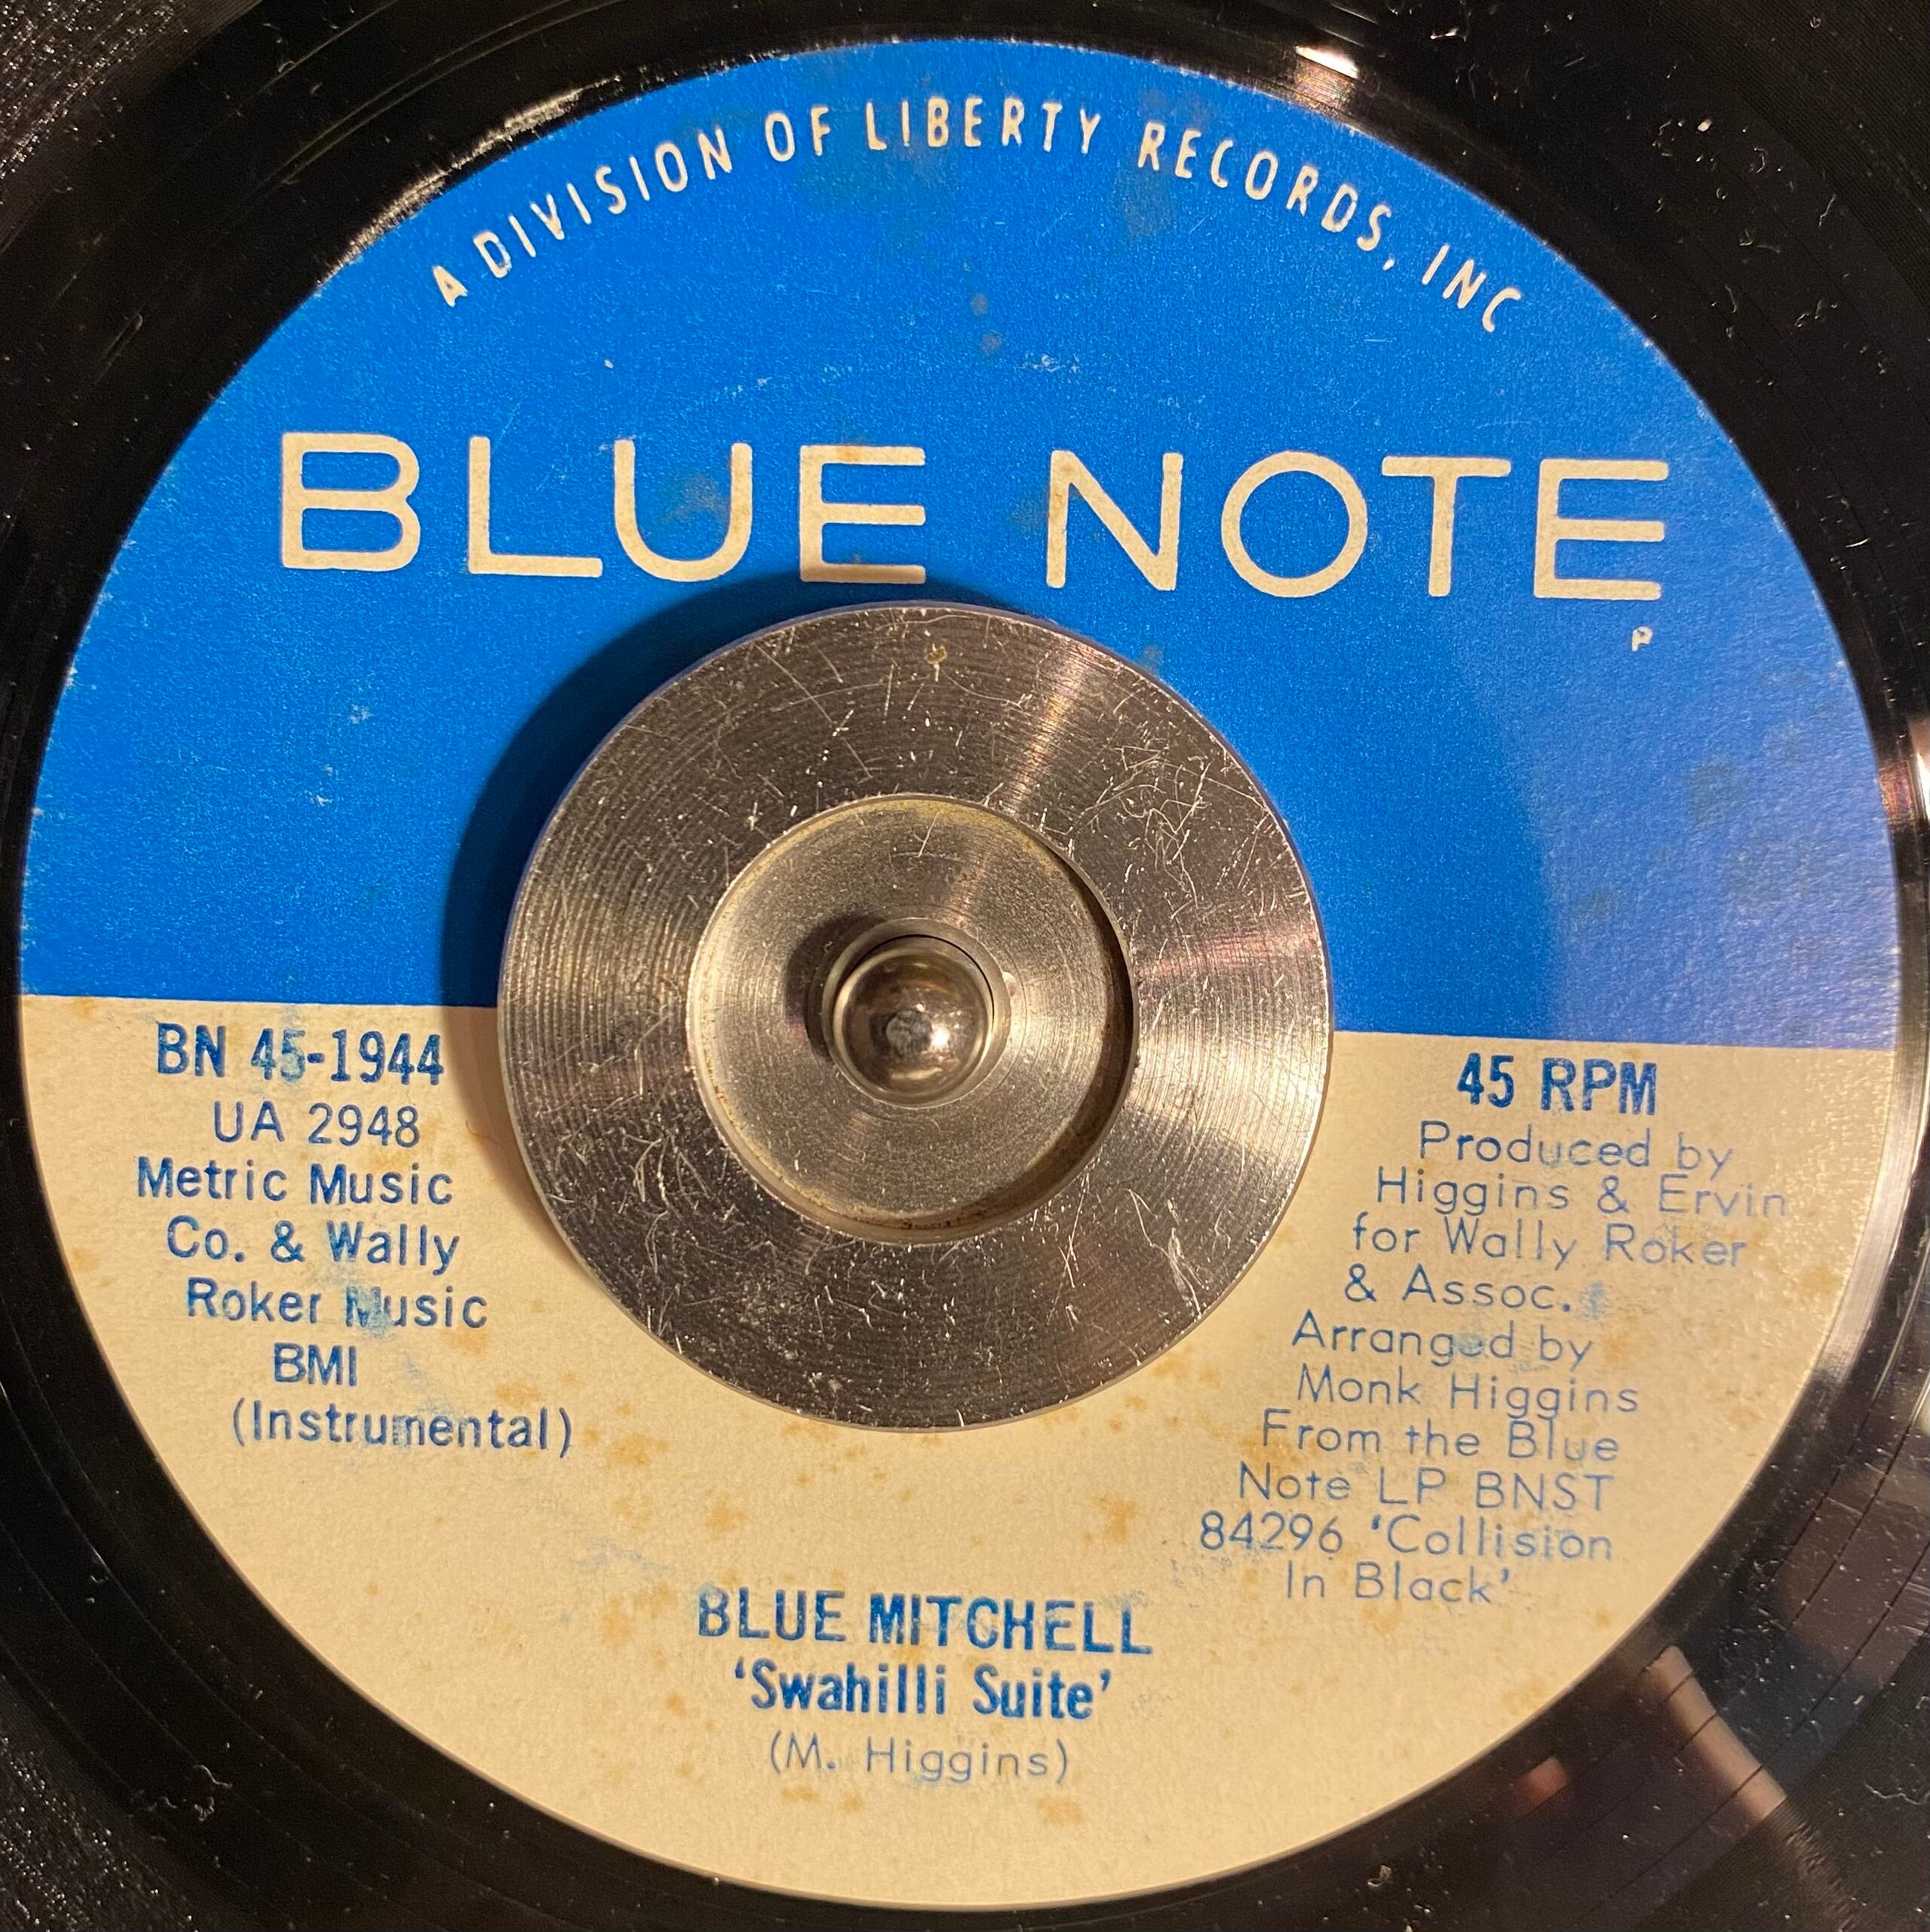 A DIVISION OF LIBERTY RECORDS, INC
BLUE NOTE
P
BN 45-1944
UA 2948
Metric Music
Co. & Wally
Roker Music
BMI
(Instrumental)
45 RPM
Produced by
Higgins & Ervin
for Wally Roker
& Assoc.
Arranged by
Monk Higgins
From the Blue
Note LP BNST
84296 'Collision
In Black'
BLUE MITCHELL
'Swahilli Suite'
(M. Higgins)